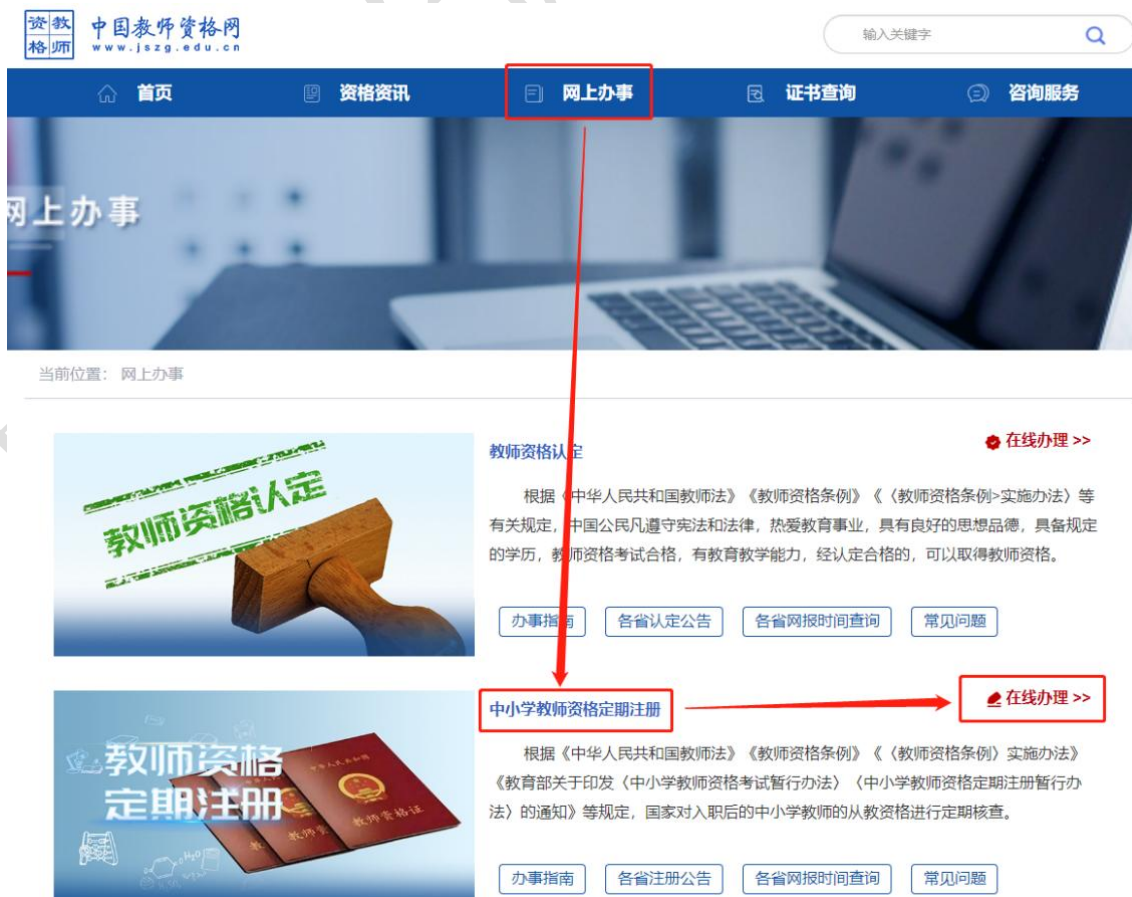 资教
格师
中国教师资格网
www.jszg.edu.cn
输入关键字
首页
资格资讯
网上办事
证书查询
咨询服务
网上办事
当前位置： 网上办事
教师资格认定
教师资格认定
在线办理 >>
根据《中华人民共和国教师法》《教师资格条例》《〈教师资格条例>实施办法》等
有关规定，中国公民凡遵守宪法和法律，热爱教育事业，具有良好的思想品德，具备规定
的学历，教师资格考试合格，有教育教学能力，经认定合格的，可以取得教师资格。
办事指南
各省认定公告
各省网报时间查询
常见问题
教师资格
定期注册
中小学教师资格定期注册
在线办理 >>
根据《中华人民共和国教师法》《教师资格条例》《〈教师资格条例〉实施办法》
《教育部关于印发〈中小学教师资格考试暂行办法〉〈中小学教师资格定期注册暂行办
法〉的通知》等规定，国家对入职后的中小学教师的从教资格进行定期核查。
办事指南
各省注册公告
各省网报时间查询
常见问题